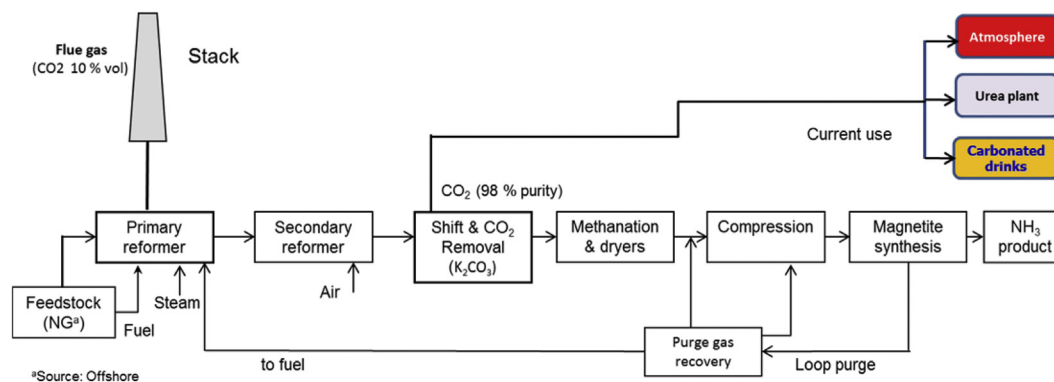 Flue gas
(CO2 10 % vol)
Stack
Atmosphere
Urea plant
Carbonated
drinks
Current use
CO₂ (98 % purity)
Primary
reformer
Secondary
reformer
Shift & CO₂
Removal
(K₂CO₃)
Methanation
& dryers
Compression
Magnetite
synthesis
NH₃
product
Feedstock
(NGᵃ)
Fuel
Steam
Air
Purge gas
recovery
to fuel
Loop purge
ᵃSource: Offshore